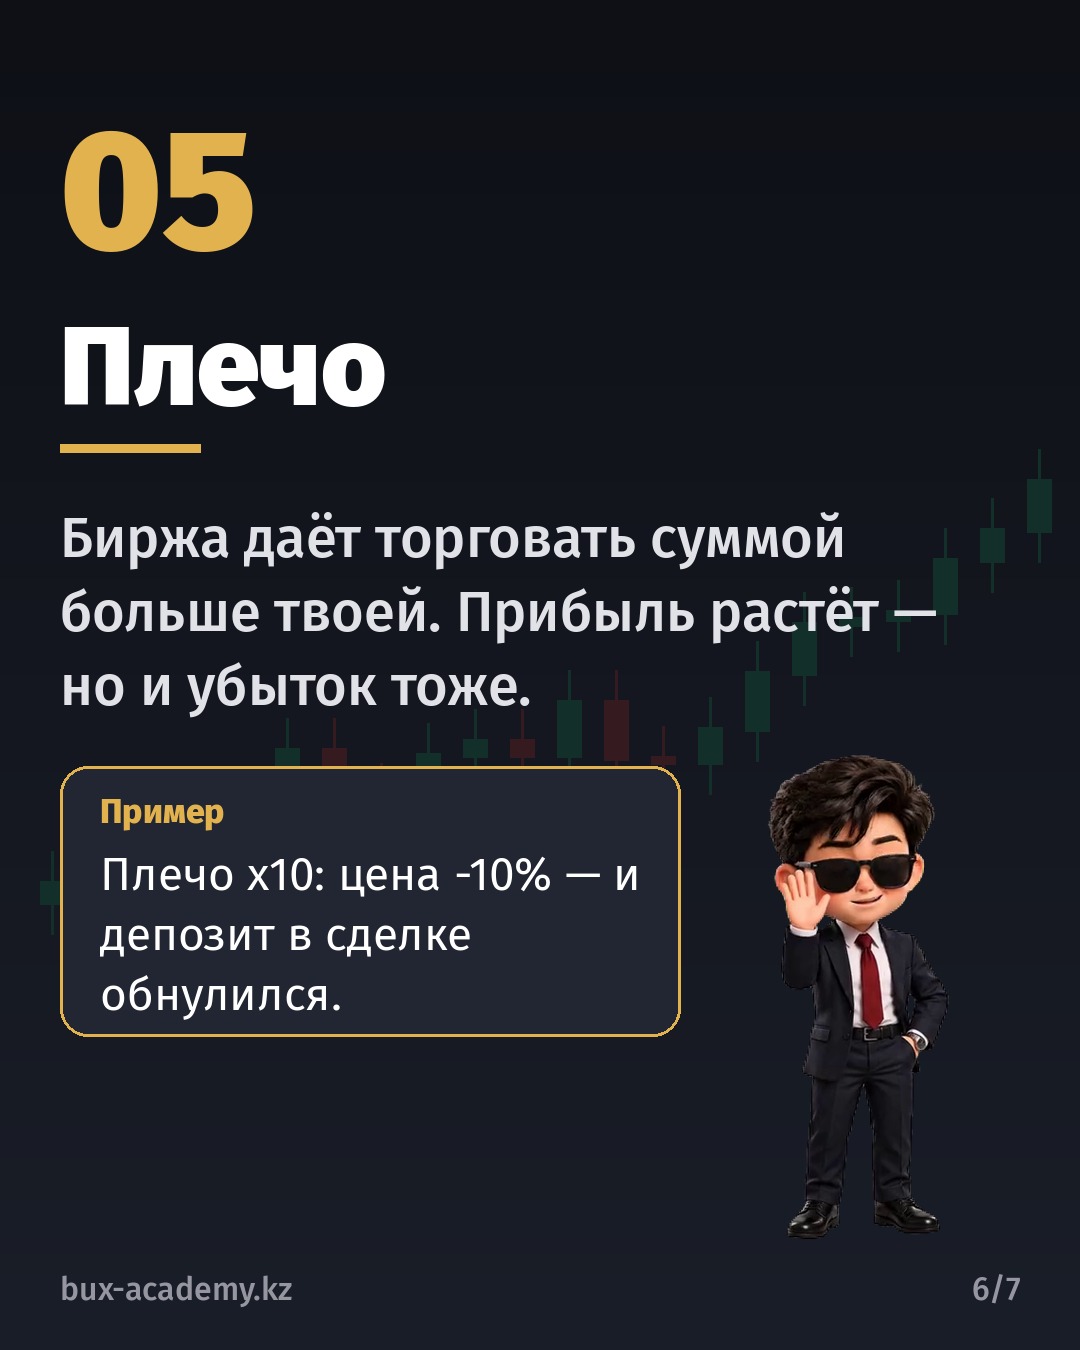 05
Плечо
Биржа даёт торговать суммой
больше твоей. Прибыль растёт —
но и убыток тоже.
Пример
Плечо x10: цена -10% — и
депозит в сделке
обнулился.
bux-academy.kz
6/7